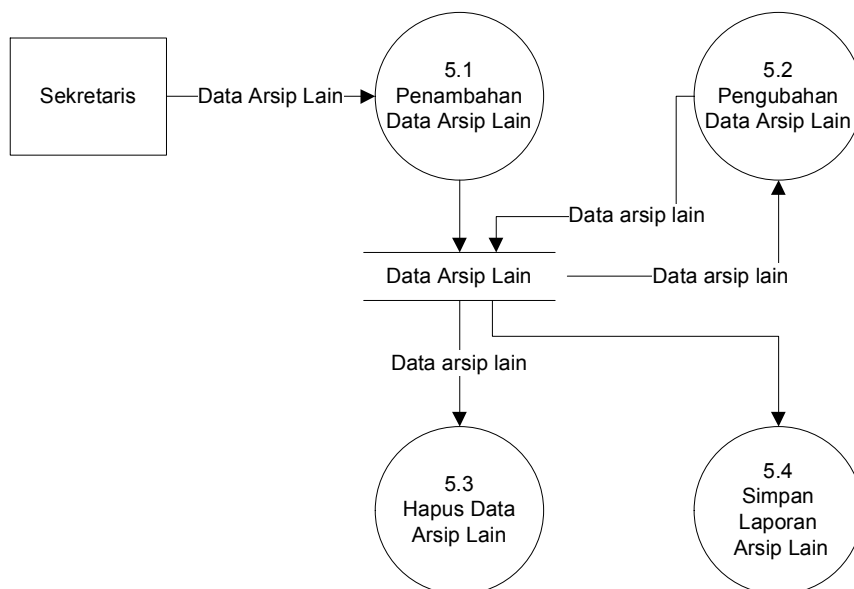 Sekretaris
Data Arsip Lain
5.1
Penambahan
Data Arsip Lain
5.2
Pengubahan
Data Arsip Lain
Data arsip lain
Data Arsip Lain
Data arsip lain
Data arsip lain
5.3
Hapus Data
Arsip Lain
5.4
Simpan
Laporan
Arsip Lain